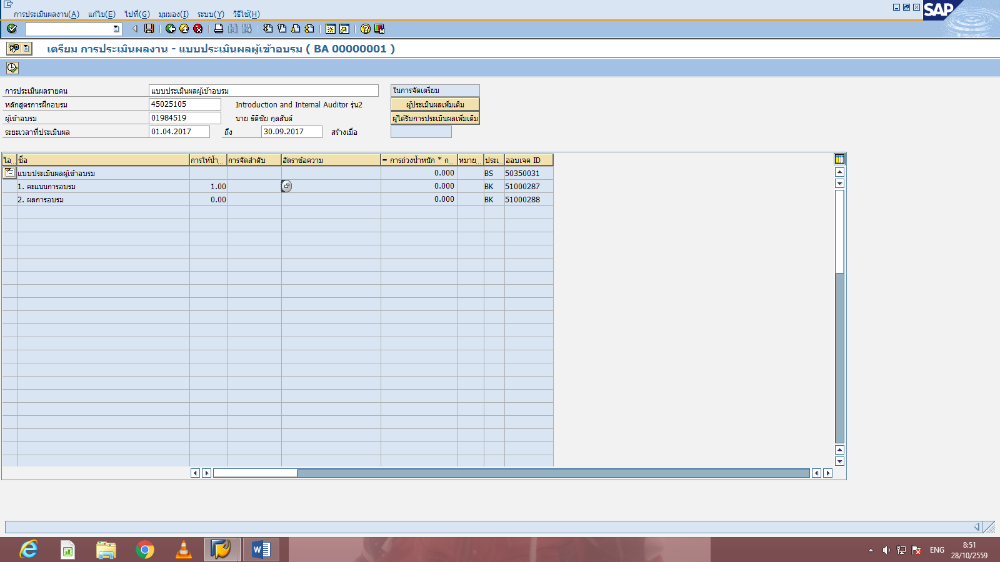 การประเมินผลงาน(A) แก้ไข(E) ไปที่(G) มุมมอง(I) ระบบ(Y) วิธีใช้(H)
SAP
เตรียม การประเมินผลงาน - แบบประเมินผลผู้เข้าอบรม ( BA 00000001 )
การประเมินผลรายคน แบบประเมินผลผู้เข้าอบรม ในการจัดเตรียม
หลักสูตรการฝึกอบรม 45025105 Introduction and Internal Auditor รุ่น2 ผู้ประเมินผลเพิ่มเติม
ผู้เข้าอบรม 01984519 นาย ธิติชัย กุลสันต์ ผู้ได้รับการประเมินผลเพิ่มเติม
ระยะเวลาที่ประเมินผล 01.04.2017 ถึง 30.09.2017 สร้างเมื่อ
ไอ... ชื่อ การให้น้ำ... การจัดลำดับ อัตราข้อความ = การถ่วงน้ำหนัก * ก... หมาย... ประเ... ออบเจค ID
แบบประเมินผลผู้เข้าอบรม 0.000 BS 50350031
1. คะแนนการอบรม 1.00 0.000 BK 51000287
2. ผลการอบรม 0.00 0.000 BK 51000288
ENG 8:51
28/10/2559